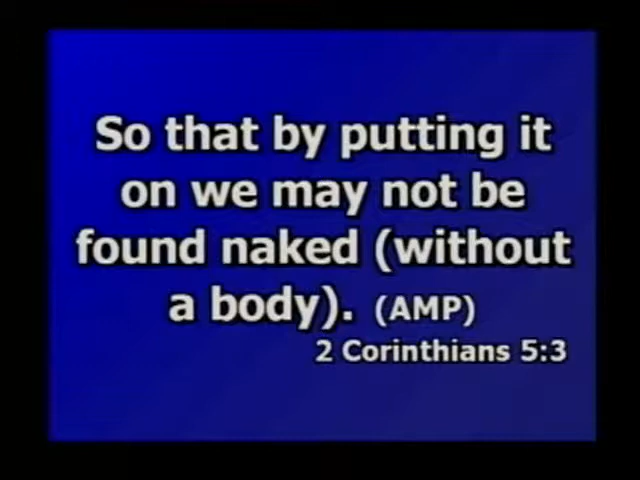 So that by putting it
on we may not be
found naked (without
a body). (AMP)
2 Corinthians 5:3